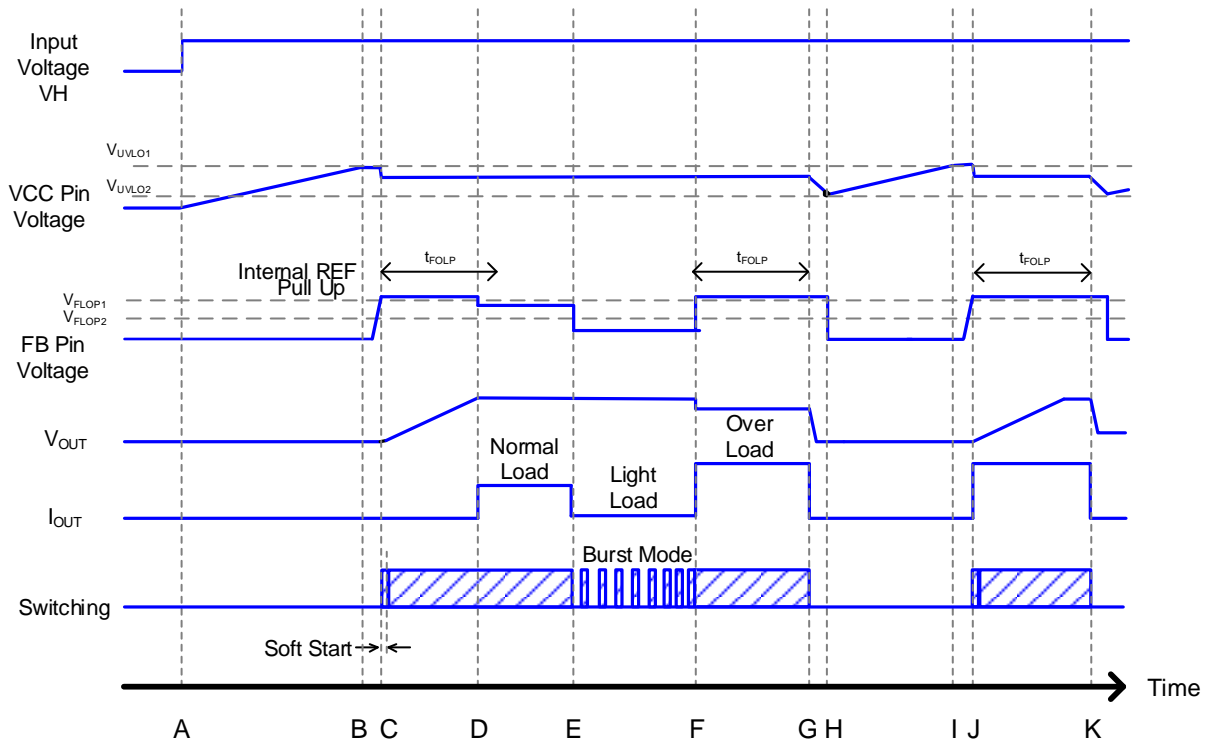 Input
Voltage
VH
VUVLO1
VUVLO2
VCC Pin
Voltage
tFOLP
tFOLP
tFOLP
Internal REF
Pull Up
VFLOP1
VFLOP2
FB Pin
Voltage
VOUT
Normal
Load
Light
Load
Over
Load
IOUT
Burst Mode
Switching
Soft Start
Time
A B C D E F G H I J K